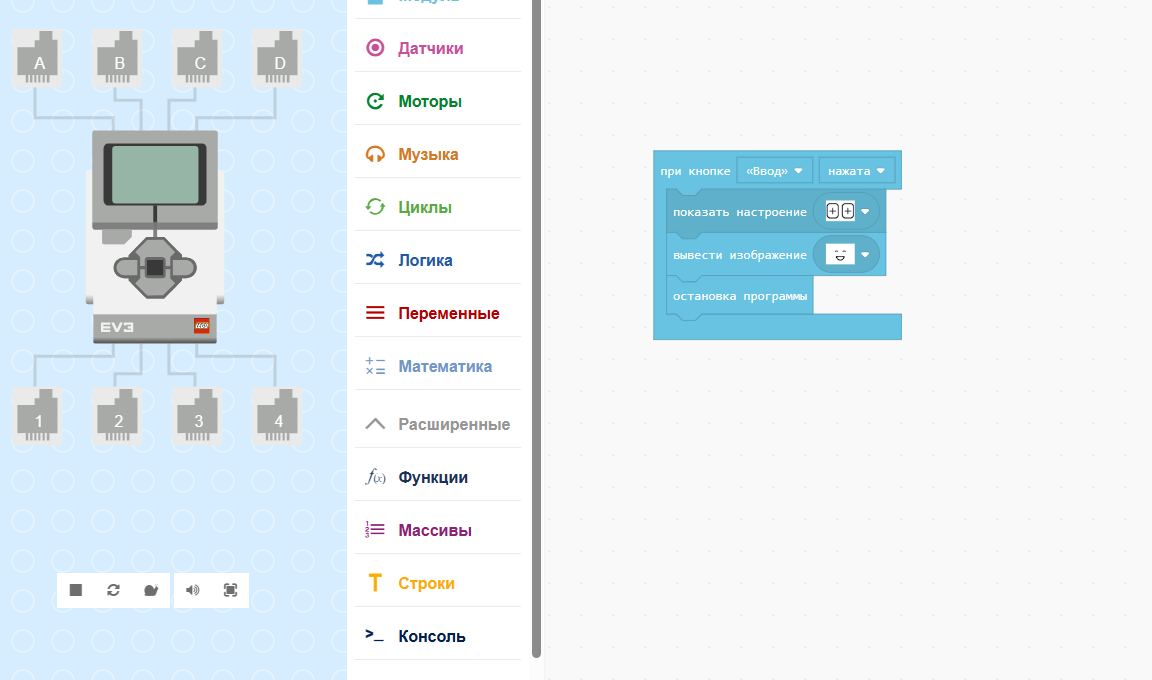 A B C D
EV3
LEGO
1 2 3 4
Модуль
Датчики
Моторы
Музыка
Циклы
Логика
Переменные
Математика
Расширенные
f(x) Функции
Массивы
Строки
Консоль
при кнопке «Ввод» нажата
показать настроение
вывести изображение
остановка программы